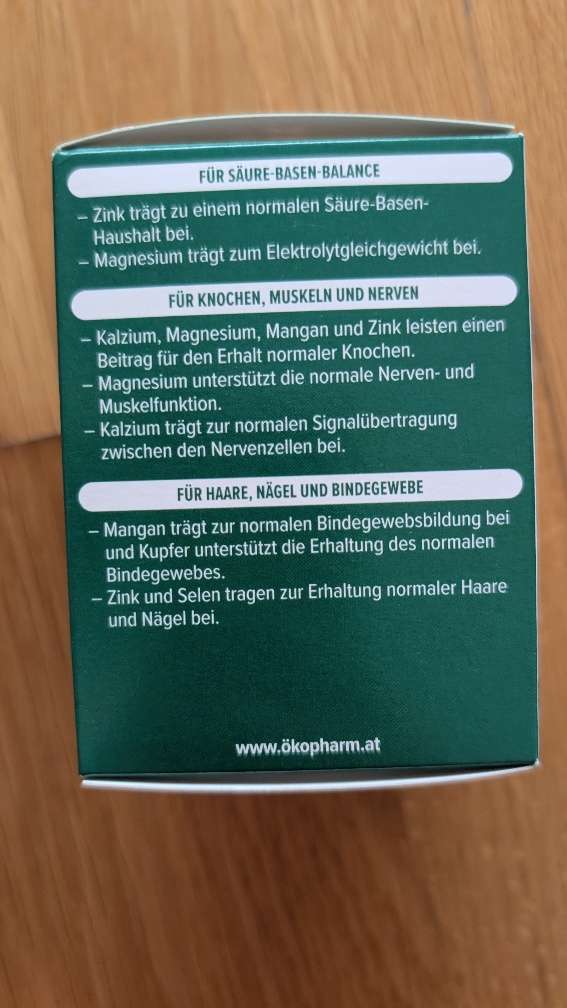 FÜR SÄURE-BASEN-BALANCE
– Zink trägt zu einem normalen Säure-Basen-
Haushalt bei.
– Magnesium trägt zum Elektrolytgleichgewicht bei.
FÜR KNOCHEN, MUSKELN UND NERVEN
– Kalzium, Magnesium, Mangan und Zink leisten einen
Beitrag für den Erhalt normaler Knochen.
– Magnesium unterstützt die normale Nerven- und
Muskelfunktion.
– Kalzium trägt zur normalen Signalübertragung
zwischen den Nervenzellen bei.
FÜR HAARE, NÄGEL UND BINDEGEWEBE
– Mangan trägt zur normalen Bindegewebsbildung bei
und Kupfer unterstützt die Erhaltung des normalen
Bindegewebes.
– Zink und Selen tragen zur Erhaltung normaler Haare
und Nägel bei.
www.ökopharm.at